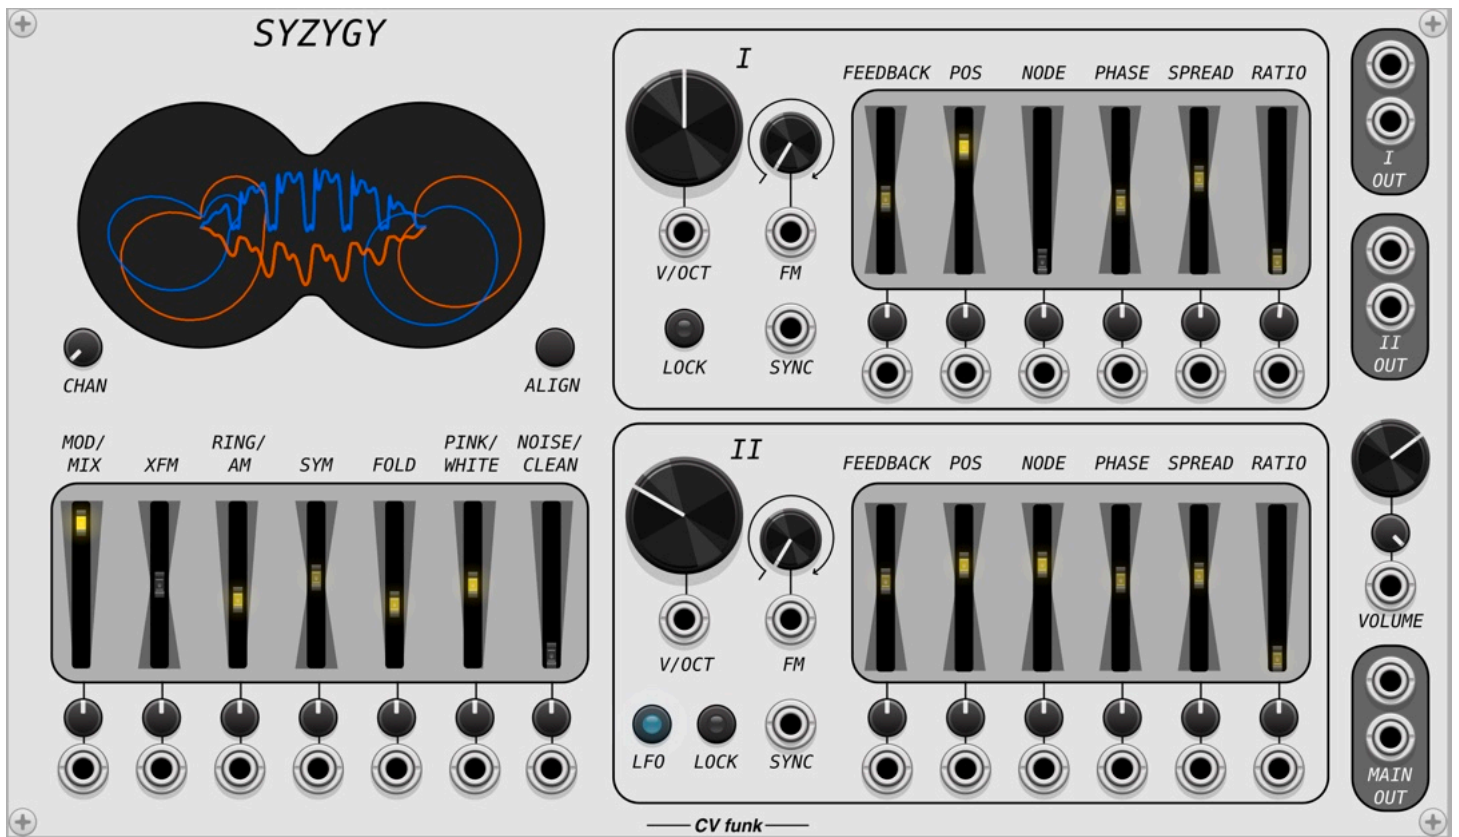 SYZYGY
CHAN
ALIGN
MOD/
MIX
XFM
RING/
AM
SYM
FOLD
PINK/
WHITE
NOISE/
CLEAN
I
FEEDBACK
POS
NODE
PHASE
SPREAD
RATIO
V/OCT
FM
LOCK
SYNC
II
FEEDBACK
POS
NODE
PHASE
SPREAD
RATIO
V/OCT
FM
LFO
LOCK
SYNC
I
OUT
II
OUT
VOLUME
MAIN
OUT
CV funk